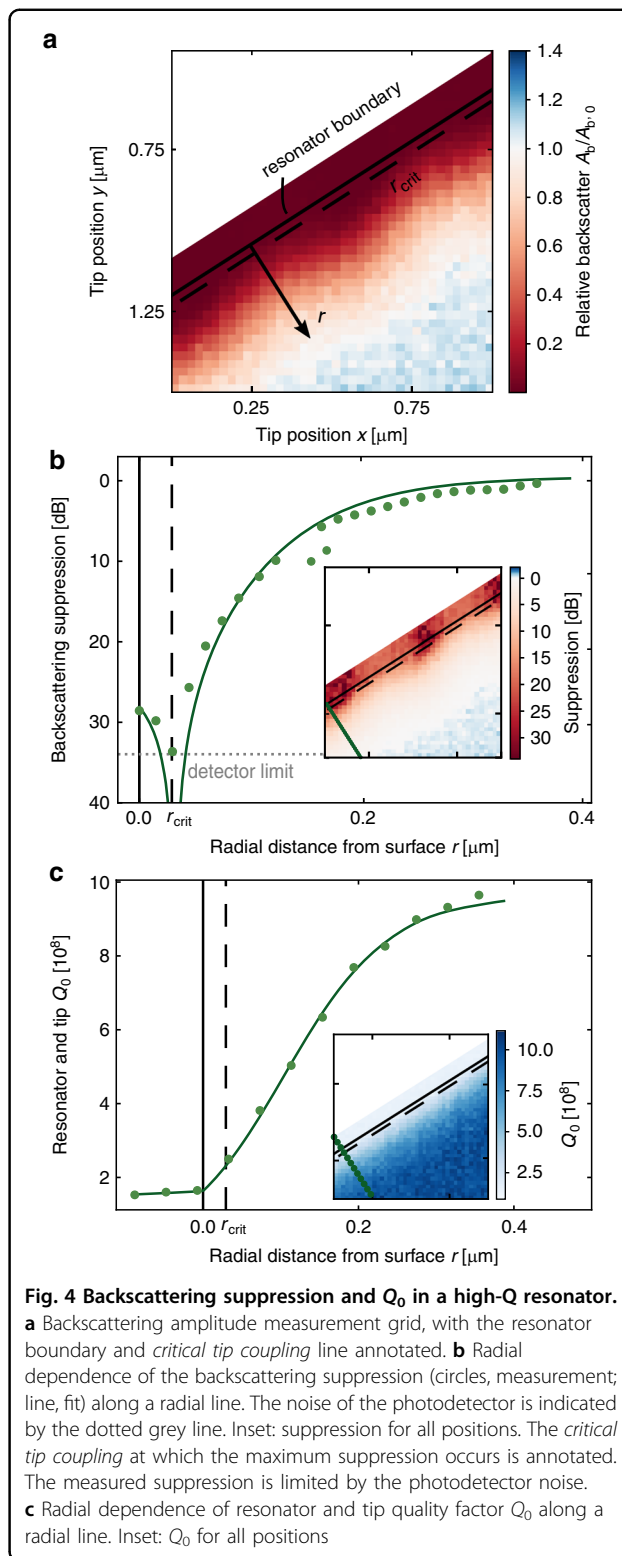 a
1.4
1.2
1.0
0.8
0.6
0.4
0.2
Relative backscatter A_b/A_b,0
resonator boundary
r_crit
r
0.75
1.25
Tip position y [μm]
0.25
0.75
Tip position x [μm]
b
0
10
20
30
40
Backscattering suppression [dB]
detector limit
0
5
10
15
20
25
30
Suppression [dB]
0.0
r_crit
0.2
0.4
Radial distance from surface r [μm]
c
10
8
6
4
2
Resonator and tip Q_0 [10^8]
10.0
7.5
5.0
2.5
Q_0 [10^8]
0.0
r_crit
0.2
0.4
Radial distance from surface r [μm]
Fig. 4 Backscattering suppression and Q_0 in a high-Q resonator.
a Backscattering amplitude measurement grid, with the resonator
boundary and critical tip coupling line annotated. b Radial
dependence of the backscattering suppression (circles, measurement;
line, fit) along a radial line. The noise of the photodetector is indicated
by the dotted grey line. Inset: suppression for all positions. The critical
tip coupling at which the maximum suppression occurs is annotated.
The measured suppression is limited by the photodetector noise.
c Radial dependence of resonator and tip quality factor Q_0 along a
radial line. Inset: Q_0 for all positions